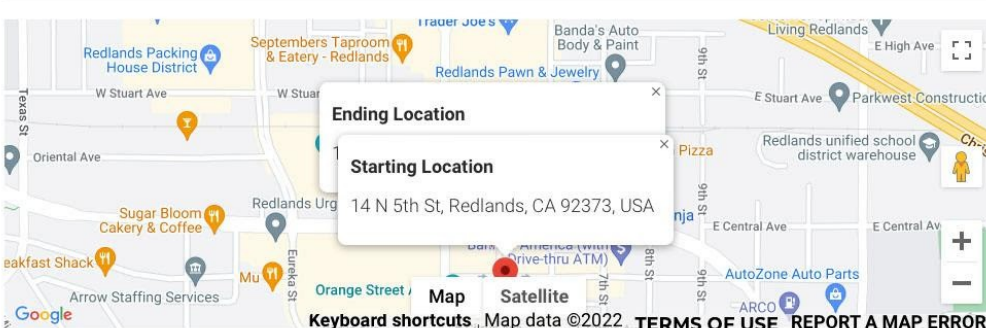 Trader Joe's
Banda's Auto
Body & Paint
Living Redlands
E High Ave
Redlands Packing
House District
Septembers Taproom
& Eatery - Redlands
Redlands Pawn & Jewelry
9th St
Texas St
W Stuart Ave
W Stuar
E Stuart Ave
Parkwest Constructio
Ending Location
×
1
Starting Location
×
14 N 5th St, Redlands, CA 92373, USA
Oriental Ave
Pizza
Redlands unified school
district warehouse
9th St
Sugar Bloom
Cakery & Coffee
Redlands Urg
nja
E Central Ave
E Central Av
eakfast Shack
Mu
Eureka St
America (with
Drive-thru ATM)
7th St
8th St
9th St
AutoZone Auto Parts
ARCO
Arrow Staffing Services
Orange Street
Map
Satellite
+
−
Google
Keyboard shortcuts
Map data ©2022
TERMS OF USE
REPORT A MAP ERROR